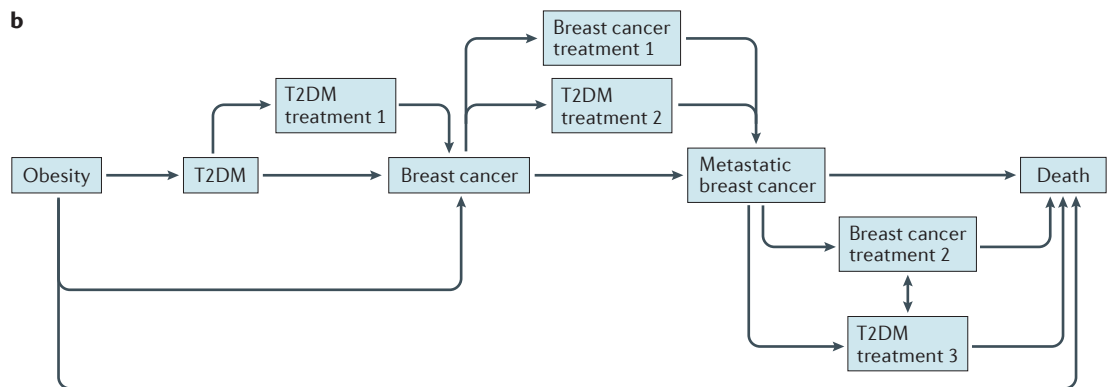 b
Breast cancer
treatment 1
T2DM
treatment 1
T2DM
treatment 2
Obesity
T2DM
Breast cancer
Metastatic
breast cancer
Death
Breast cancer
treatment 2
T2DM
treatment 3